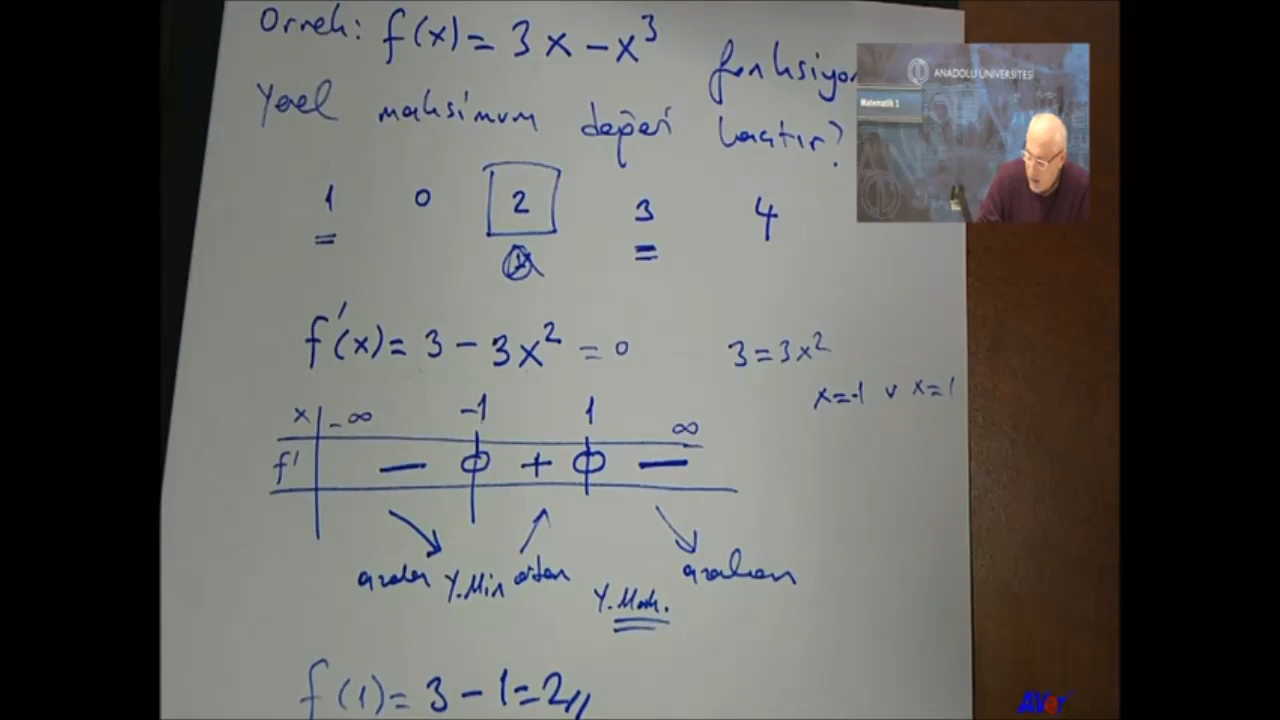 Örnek: f(x) = 3x - x³ fonksiyon
Yerel maksimum değeri kaçtır?
ANADOLU ÜNİVERSİTESİ
Matematik 1
1 0 2 3 4
f'(x) = 3 - 3x² = 0
3 = 3x²
x = -1 v x = 1
x -∞ -1 1 ∞
f' - 0 + 0 -
azalan Y.Min artan Y.Mak. azalan
f(1) = 3 - 1 = 2 //
AVer